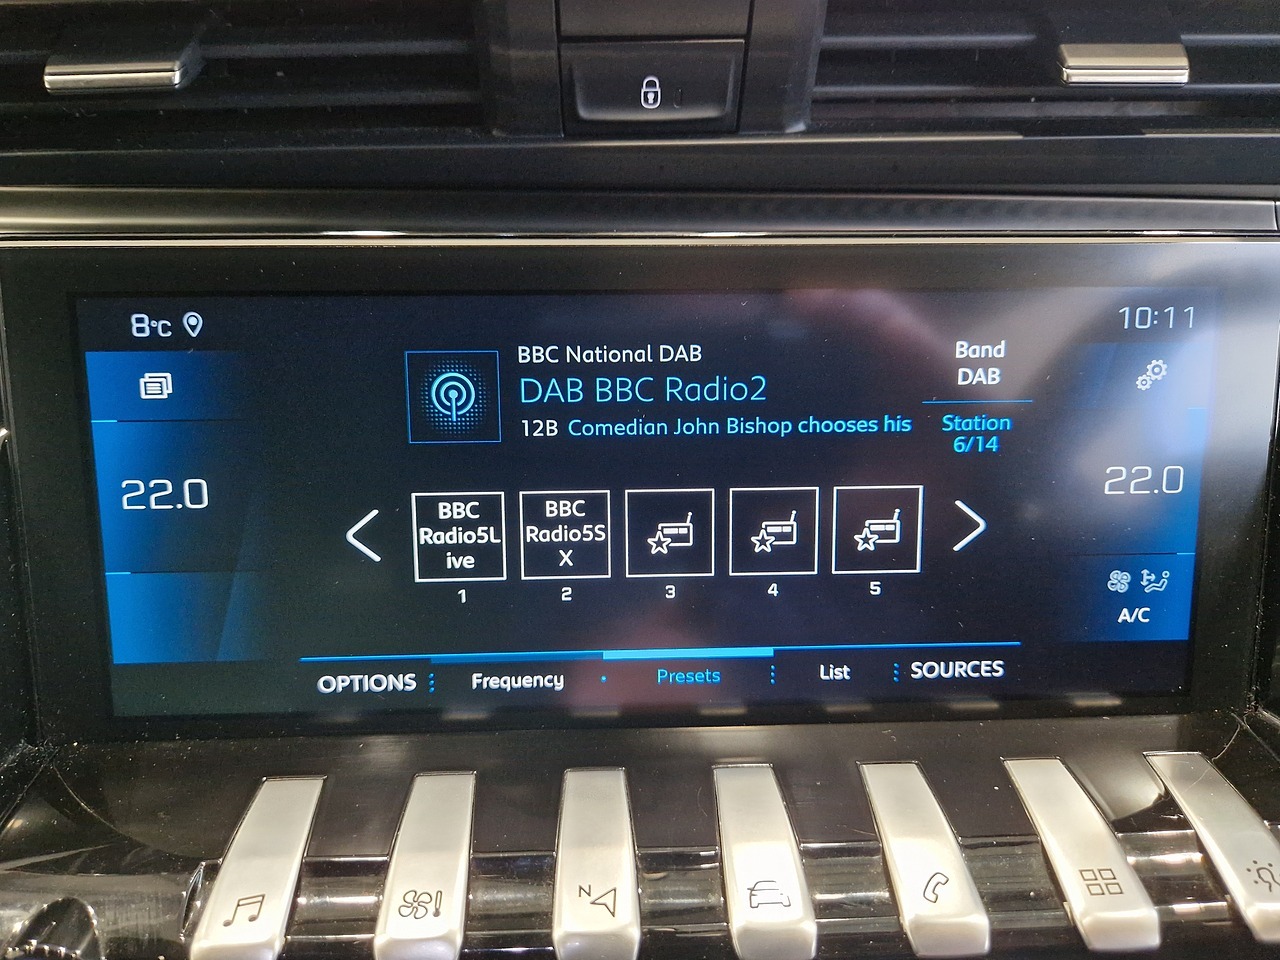 8°C
10:11
BBC National DAB
DAB BBC Radio2
12B Comedian John Bishop chooses his
Band
DAB
Station
6/14
22.0
22.0
BBC
Radio5L
ive
BBC
Radio5S
X
1
2
3
4
5
A/C
OPTIONS
Frequency
Presets
List
SOURCES
N